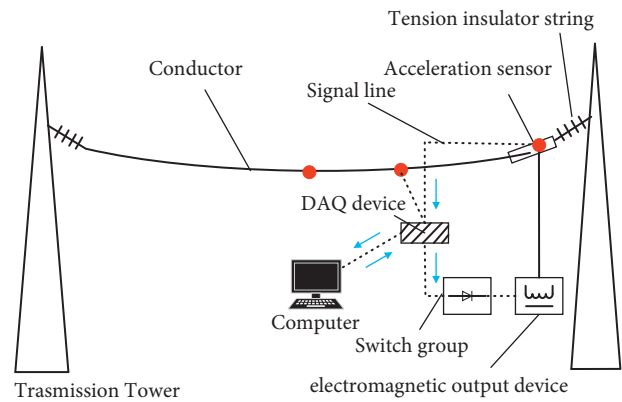 Tension insulator string
Conductor
Acceleration sensor
Signal line
DAQ device
Computer
Switch group
Trasmission Tower
electromagnetic output device